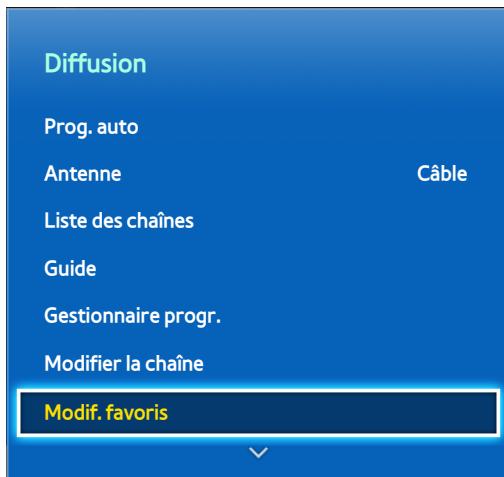 Diffusion
Prog. auto
Antenne Câble
Liste des chaînes
Guide
Gestionnaire progr.
Modifier la chaîne
Modif. favoris